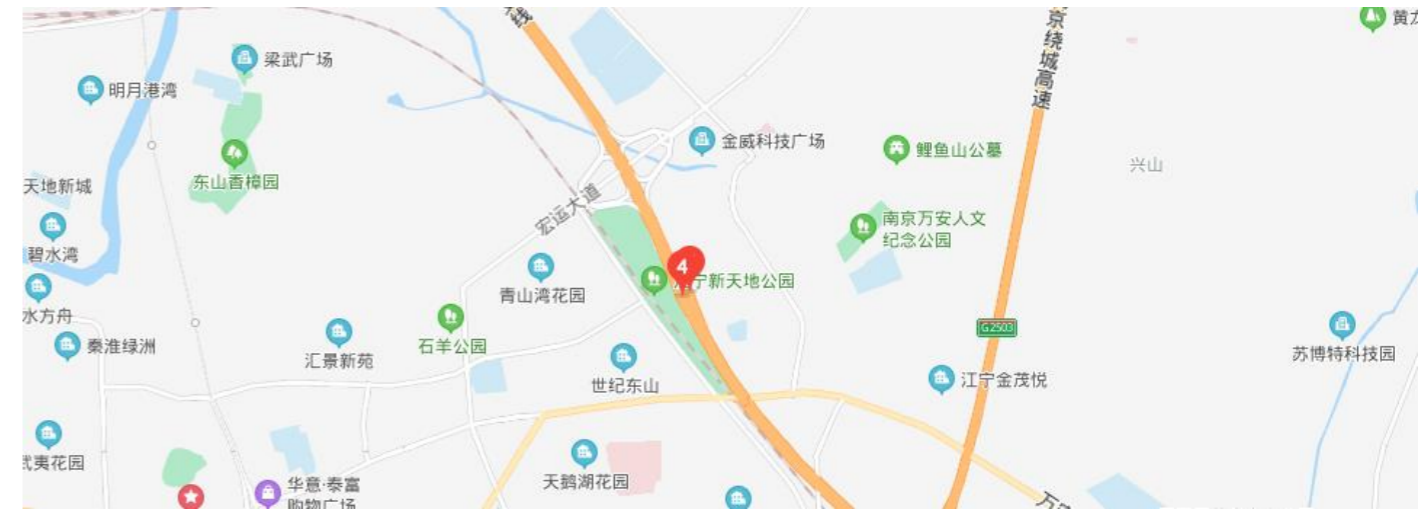 线
京绕城高速
梁武广场
明月港湾
金威科技广场
鲤鱼山公墓
兴山
东山香樟园
天地新城
宏运大道
南京万安人文
纪念公园
碧水湾
4
宁新天地公园
青山湾花园
水方舟
G2503
石羊公园
秦淮绿洲
汇景新苑
苏博特科技园
世纪东山
江宁金茂悦
武夷花园
天鹅湖花园
华意·泰富
购物广场